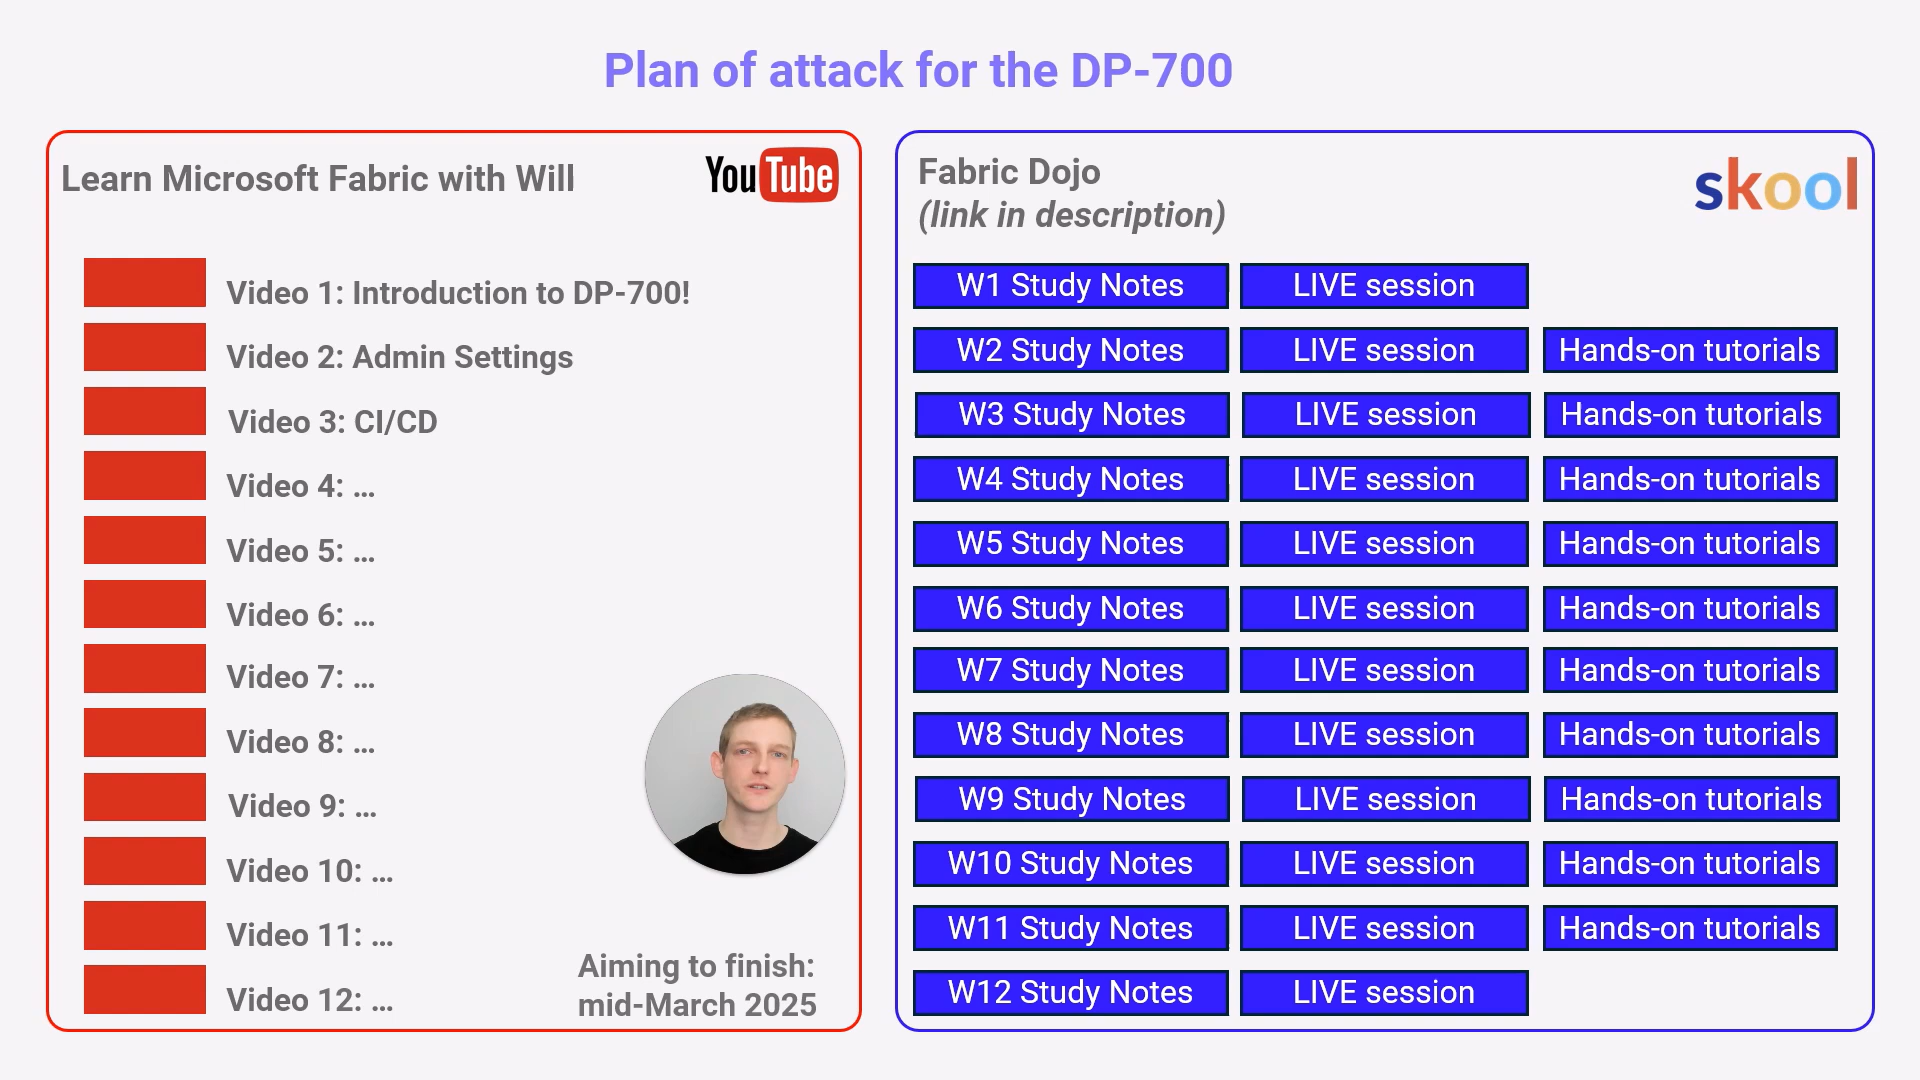 Plan of attack for the DP-700
Learn Microsoft Fabric with Will
YouTube
Video 1: Introduction to DP-700!
Video 2: Admin Settings
Video 3: CI/CD
Video 4: ...
Video 5: ...
Video 6: ...
Video 7: ...
Video 8: ...
Video 9: ...
Video 10: ...
Video 11: ...
Video 12: ...
Aiming to finish:
mid-March 2025
Fabric Dojo
(link in description)
skool
W1 Study Notes LIVE session
W2 Study Notes LIVE session Hands-on tutorials
W3 Study Notes LIVE session Hands-on tutorials
W4 Study Notes LIVE session Hands-on tutorials
W5 Study Notes LIVE session Hands-on tutorials
W6 Study Notes LIVE session Hands-on tutorials
W7 Study Notes LIVE session Hands-on tutorials
W8 Study Notes LIVE session Hands-on tutorials
W9 Study Notes LIVE session Hands-on tutorials
W10 Study Notes LIVE session Hands-on tutorials
W11 Study Notes LIVE session Hands-on tutorials
W12 Study Notes LIVE session